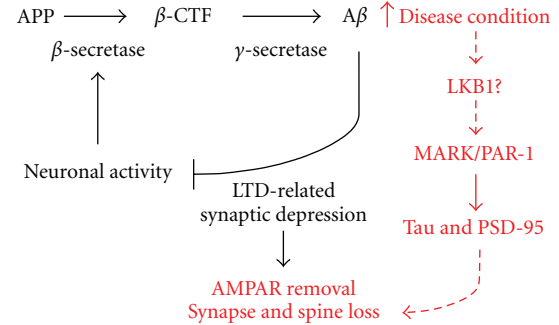 APP β-CTF Aβ ↑ Disease condition
β-secretase γ-secretase
LKB1?
MARK/PAR-1
Neuronal activity
LTD-related
synaptic depression
Tau and PSD-95
AMPAR removal
Synapse and spine loss